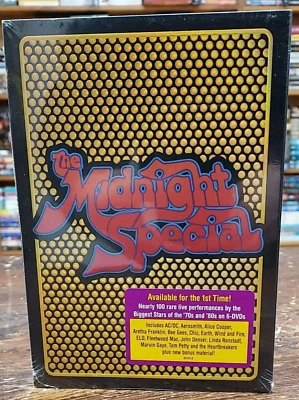 The
Midnight
Special
Available for the 1st Time!
Nearly 100 rare live performances by the
Biggest Stars of the '70s and '80s on 6-DVDs
Includes AC/DC, Aerosmith, Alice Cooper,
Aretha Franklin, Bee Gees, Chic, Earth, Wind and Fire,
ELO, Fleetwood Mac, John Denver, Linda Ronstadt,
Marvin Gaye, Tom Petty and the Heartbreakers
plus new bonus material!